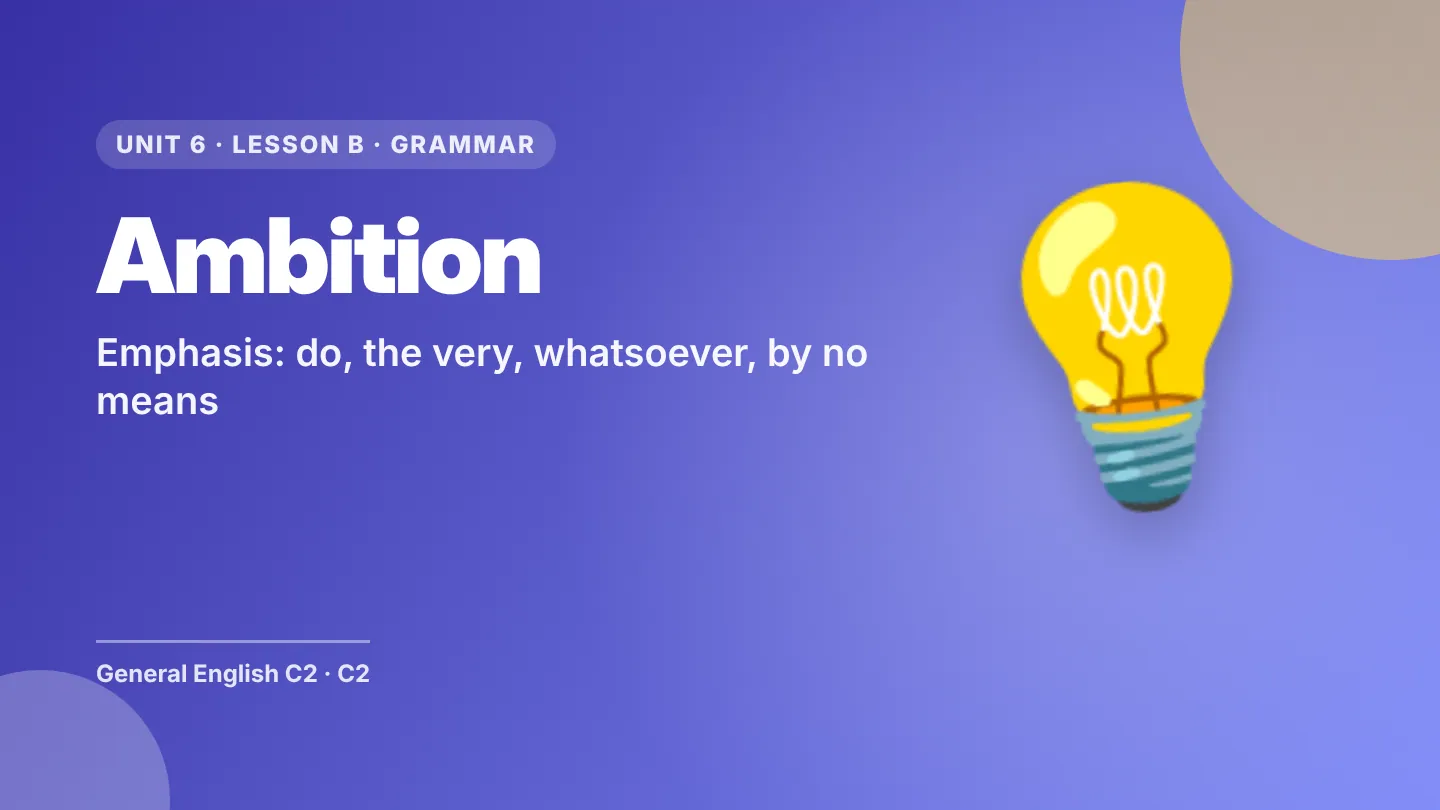 UNIT 6 · LESSON B · GRAMMAR
Ambition
Emphasis: do, the very, whatsoever, by no
means
General English C2 · C2